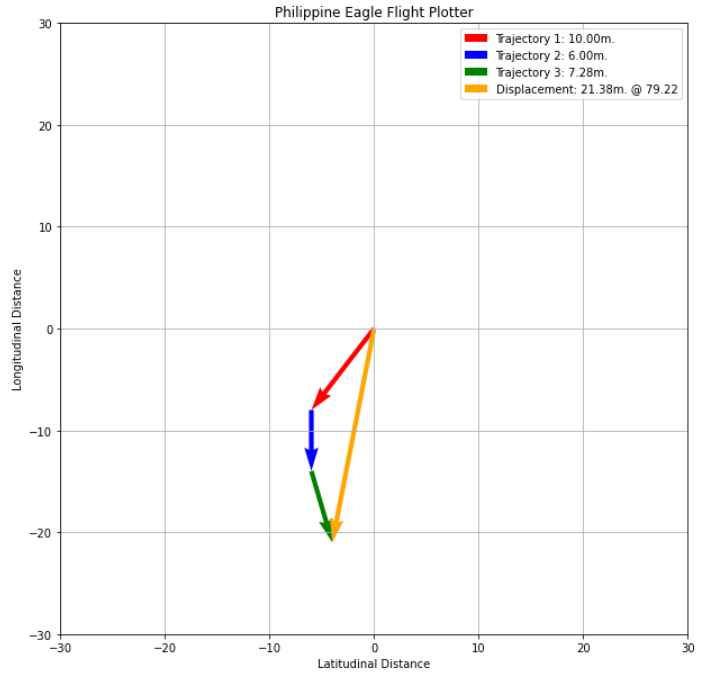 Philippine Eagle Flight Plotter
30
Trajectory 1: 10.00m.
Trajectory 2: 6.00m.
Trajectory 3: 7.28m.
Displacement: 21.38m. @ 79.22
20
10
0
−10
−20
−30
Longitudinal Distance
−30 −20 −10 0 10 20 30
Latitudinal Distance